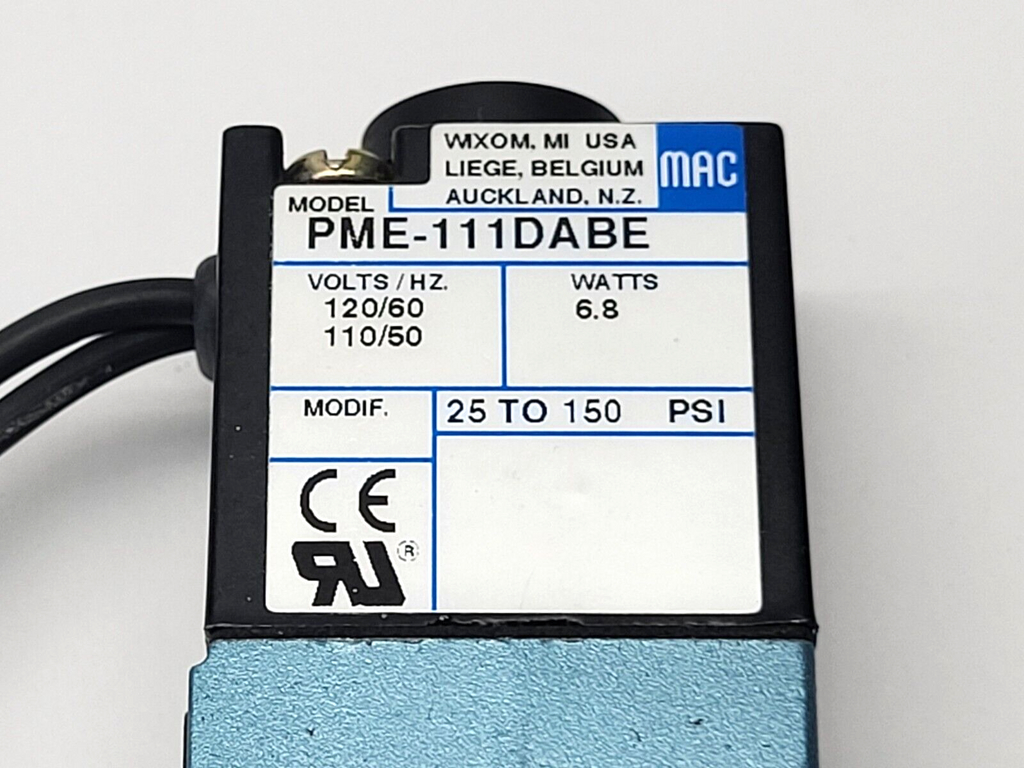 WIXOM, MI USA
LIEGE, BELGIUM
AUCKLAND, N.Z.
MAC
MODEL
PME-111DABE
VOLTS/HZ.
120/60
110/50
WATTS
6.8
MODIF.
25 TO 150 PSI
CE
RU®